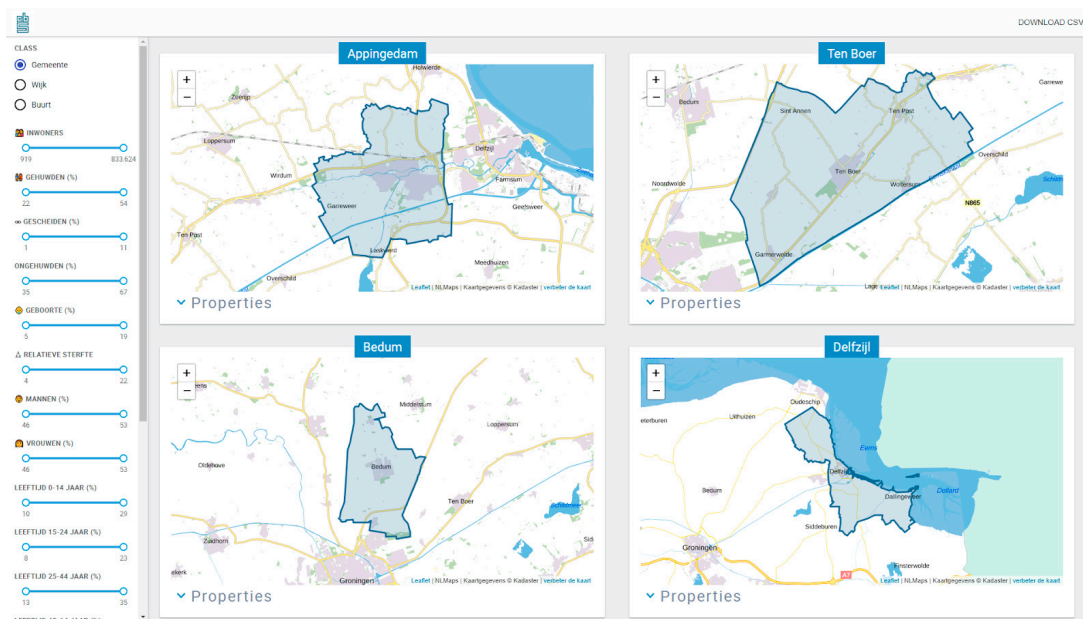 DOWNLOAD CSV
CLASS
Gemeente
Wijk
Buurt
INWONERS
919 833.624
GEHUWDEN (%)
22 54
GESCHEIDEN (%)
1 11
ONGEHUWDEN (%)
35 67
GEBOORTE (%)
5 19
Δ RELATIEVE STERFTE
4 22
MANNEN (%)
46 53
VROUWEN (%)
46 53
LEEFTIJD 0-14 JAAR (%)
10 29
LEEFTIJD 15-24 JAAR (%)
8 23
LEEFTIJD 25-44 JAAR (%)
13 35
Appingedam
+
−
Holwierde
Zeerijp
Loppersum
Delfzijl
Wirdum
Farmsum
Garreweer
Geefsweer
Ten Post
Meedhuizen
Overschild
Leaflet | NLMaps | Kaartgegevens © Kadaster | verbeter de kaart
Properties
Ten Boer
+
−
Bedum
Sint Annen
Ten Post
Overschild
Ten Boer
Woltersum
Noordwolde
N865
Garmerwolde
Leaflet | NLMaps | Kaartgegevens © Kadaster | verbeter de kaart
Properties
Bedum
+
−
Middelstum
Loppersum
Oldehove
Bedum
Ten Boer
Zuidhorn
Groningen
Leaflet | NLMaps | Kaartgegevens © Kadaster | verbeter de kaart
Properties
Delfzijl
+
−
Oudeschip
Uithuizen
eterburen
Eems
Delfzijl
Bedum
Dallingeweer
Dollard
Siddeburen
Groningen
A7
Finsterwolde
Leaflet | NLMaps | Kaartgegevens © Kadaster | verbeter de kaart
Properties